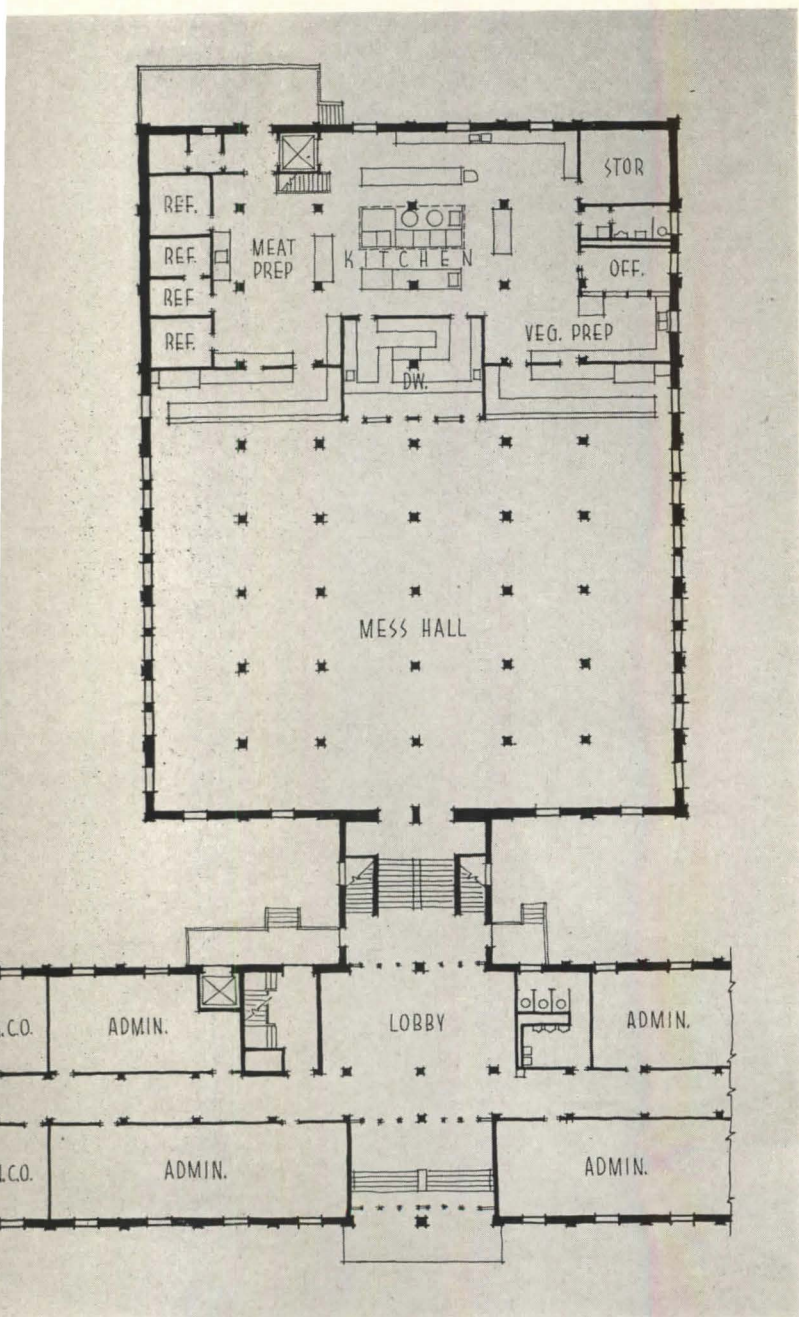 STOR
REF.
REF.
MEAT
PREP
KITCHEN
OFF.
REF
REF.
VEG. PREP
DW.
MESS HALL
.C.O.
ADMIN.
LOBBY
ADMIN.
.C.O.
ADMIN.
ADMIN.